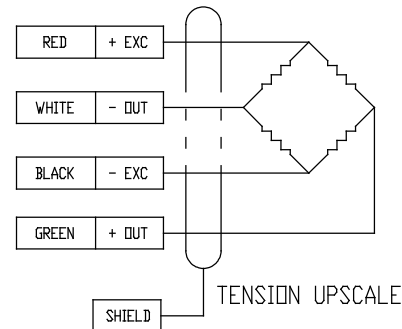 RED + EXC
WHITE - OUT
BLACK - EXC
GREEN + OUT
TENSION UPSCALE
SHIELD